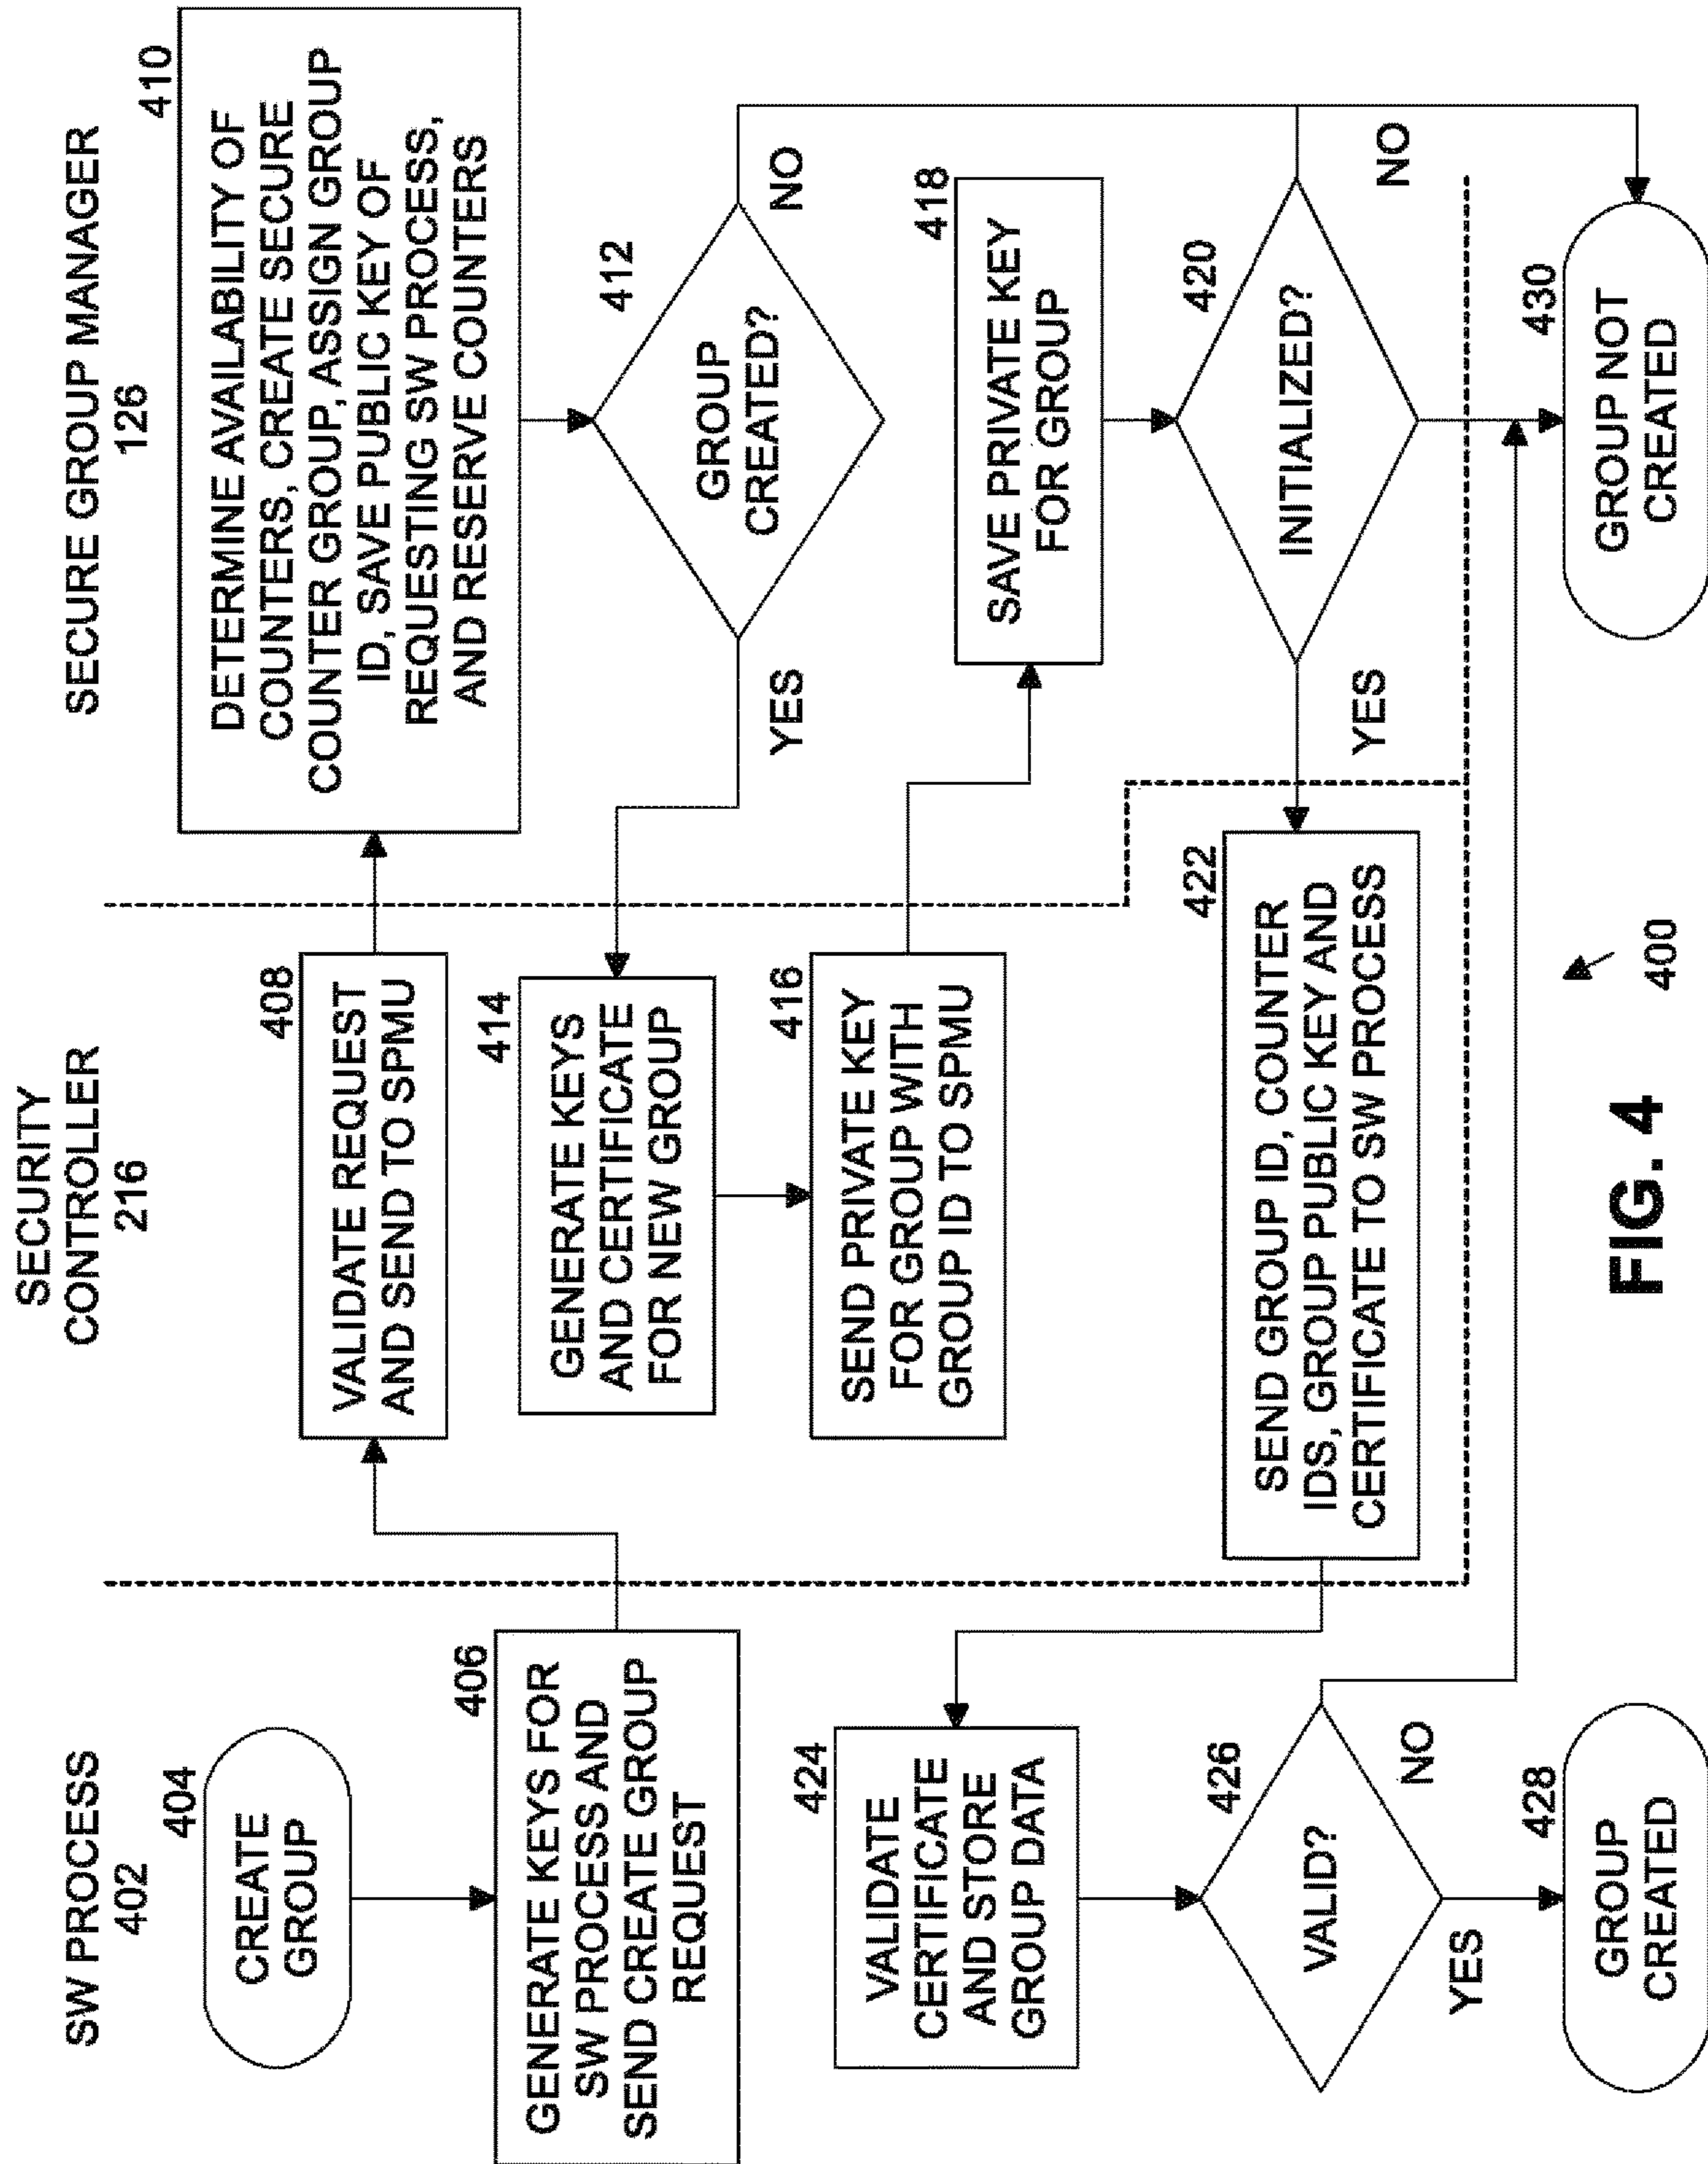 SW PROCESS
402
SECURITY
CONTROLLER
216
SECURE GROUP MANAGER
126
404
CREATE
GROUP
406
GENERATE KEYS FOR
SW PROCESS AND
SEND CREATE GROUP
REQUEST
408
VALIDATE REQUEST
AND SEND TO SPMU
410
DETERMINE AVAILABILITY OF
COUNTERS, CREATE SECURE
COUNTER GROUP, ASSIGN GROUP
ID, SAVE PUBLIC KEY OF
REQUESTING SW PROCESS,
AND RESERVE COUNTERS
412
GROUP
CREATED?
YES
NO
414
GENERATE KEYS
AND CERTIFICATE
FOR NEW GROUP
416
SEND PRIVATE KEY
FOR GROUP WITH
GROUP ID TO SPMU
418
SAVE PRIVATE KEY
FOR GROUP
420
INITIALIZED?
YES
NO
422
SEND GROUP ID, COUNTER
IDS, GROUP PUBLIC KEY AND
CERTIFICATE TO SW PROCESS
424
VALIDATE
CERTIFICATE
AND STORE
GROUP DATA
426
VALID?
YES
NO
428
GROUP
CREATED
430
GROUP NOT
CREATED
400
FIG. 4